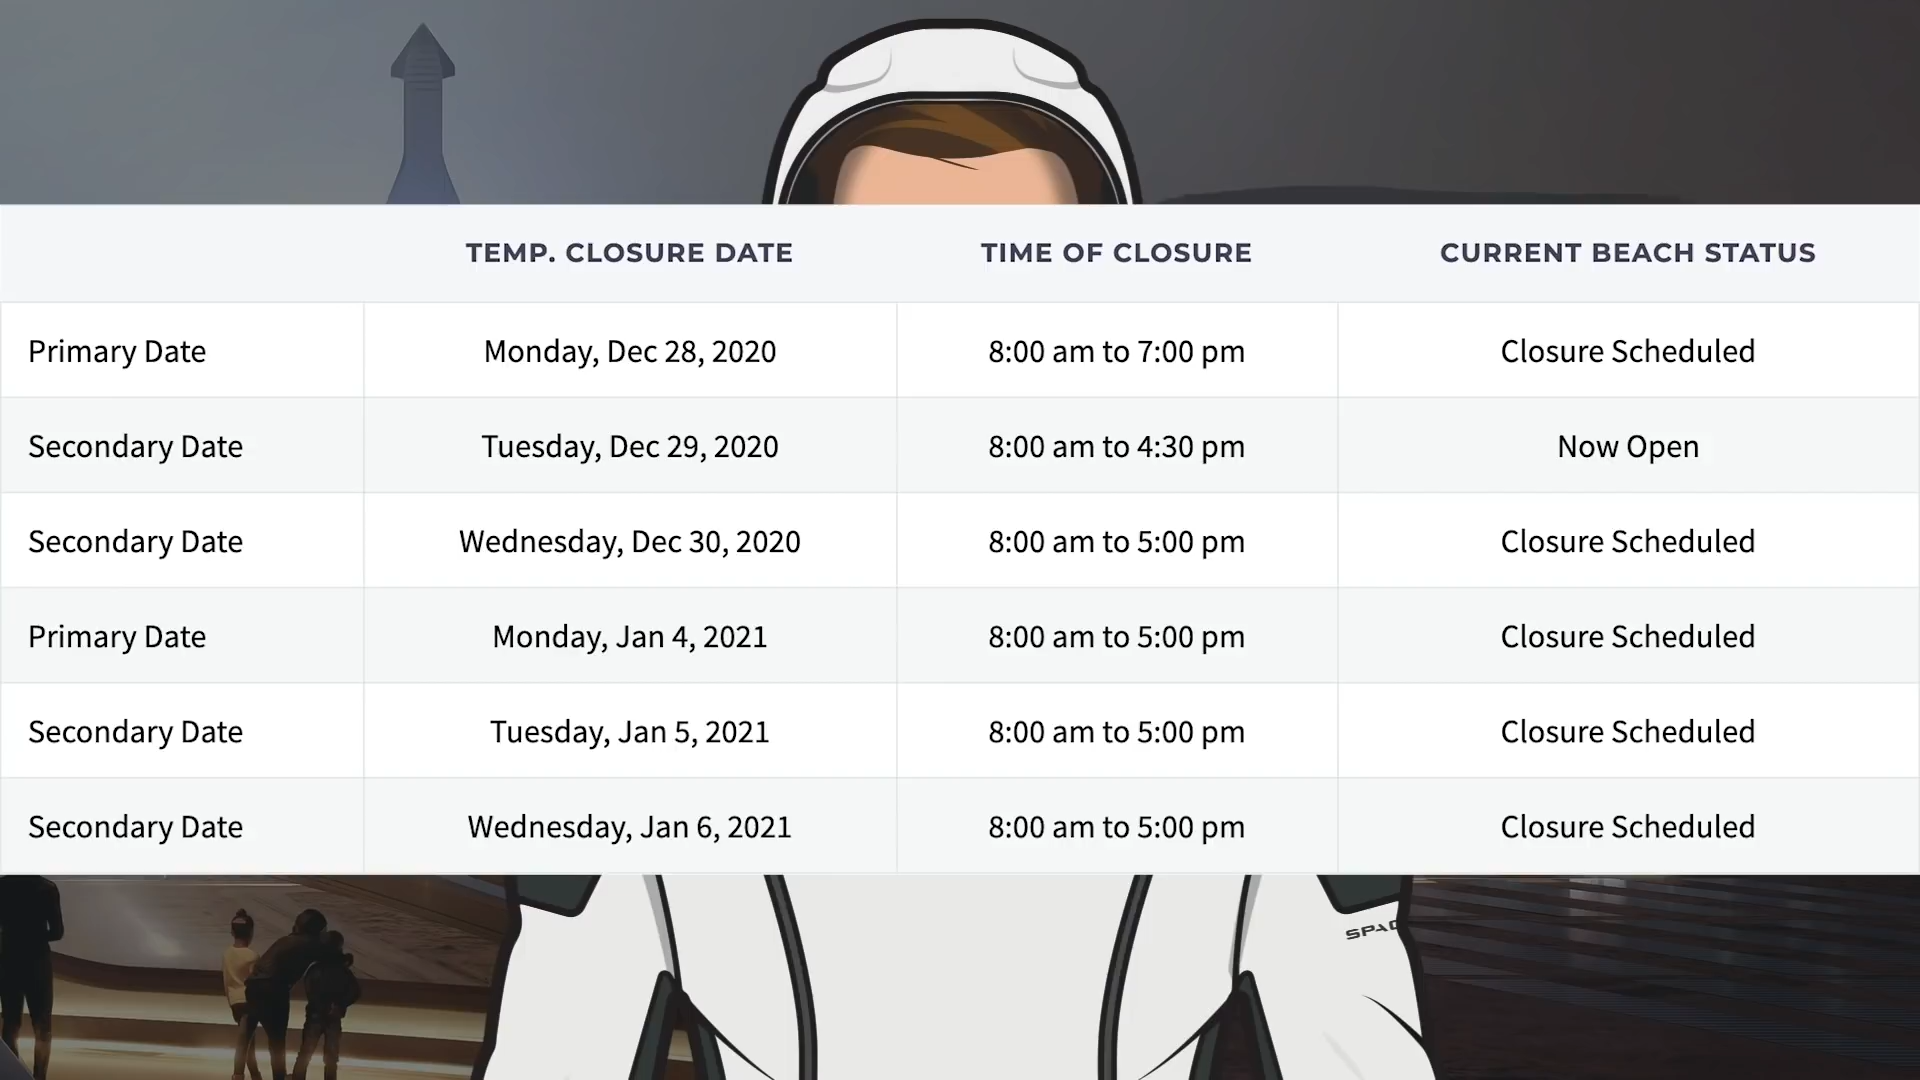 TEMP. CLOSURE DATE TIME OF CLOSURE CURRENT BEACH STATUS
Primary Date Monday, Dec 28, 2020 8:00 am to 7:00 pm Closure Scheduled
Secondary Date Tuesday, Dec 29, 2020 8:00 am to 4:30 pm Now Open
Secondary Date Wednesday, Dec 30, 2020 8:00 am to 5:00 pm Closure Scheduled
Primary Date Monday, Jan 4, 2021 8:00 am to 5:00 pm Closure Scheduled
Secondary Date Tuesday, Jan 5, 2021 8:00 am to 5:00 pm Closure Scheduled
Secondary Date Wednesday, Jan 6, 2021 8:00 am to 5:00 pm Closure Scheduled
SPAC